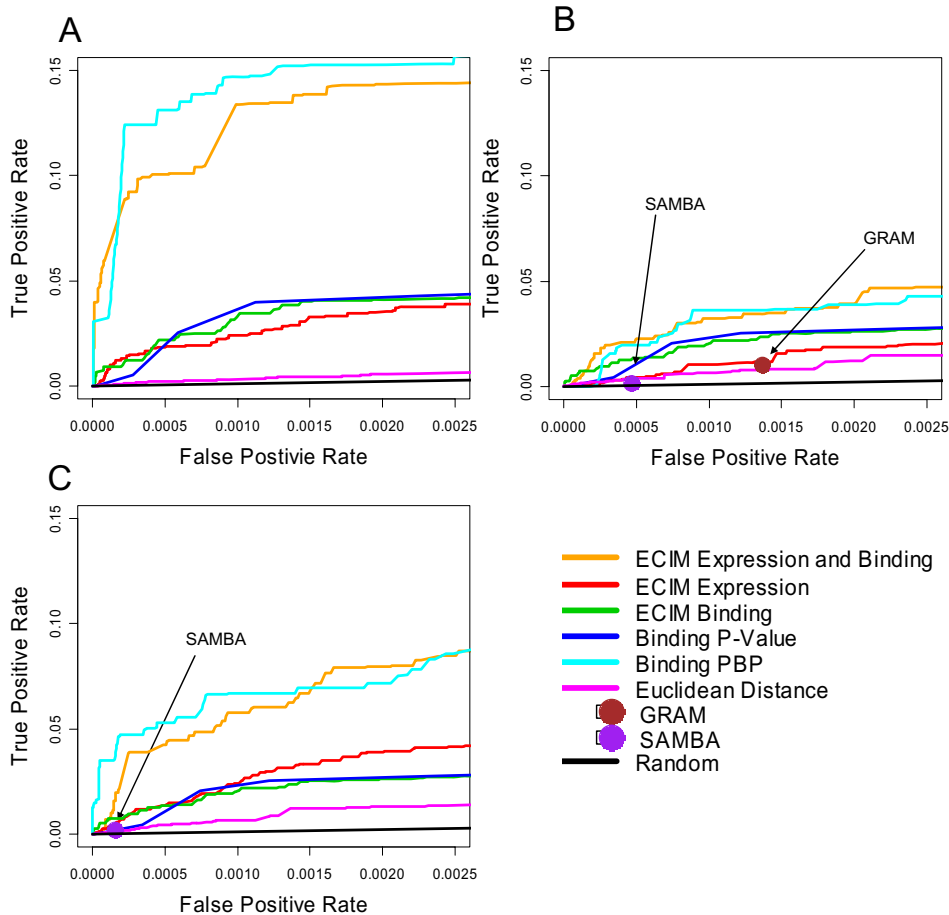 A
True Positive Rate
0.00 0.05 0.10 0.15
0.0000 0.0005 0.0010 0.0015 0.0020 0.0025
False Postivie Rate
B
True Positive Rate
0.00 0.05 0.10 0.15
SAMBA
GRAM
0.0000 0.0005 0.0010 0.0015 0.0020 0.0025
False Positive Rate
C
True Positive Rate
0.00 0.05 0.10 0.15
SAMBA
0.0000 0.0005 0.0010 0.0015 0.0020 0.0025
False Positive Rate
ECIM Expression and Binding
ECIM Expression
ECIM Binding
Binding P-Value
Binding PBP
Euclidean Distance
GRAM
SAMBA
Random